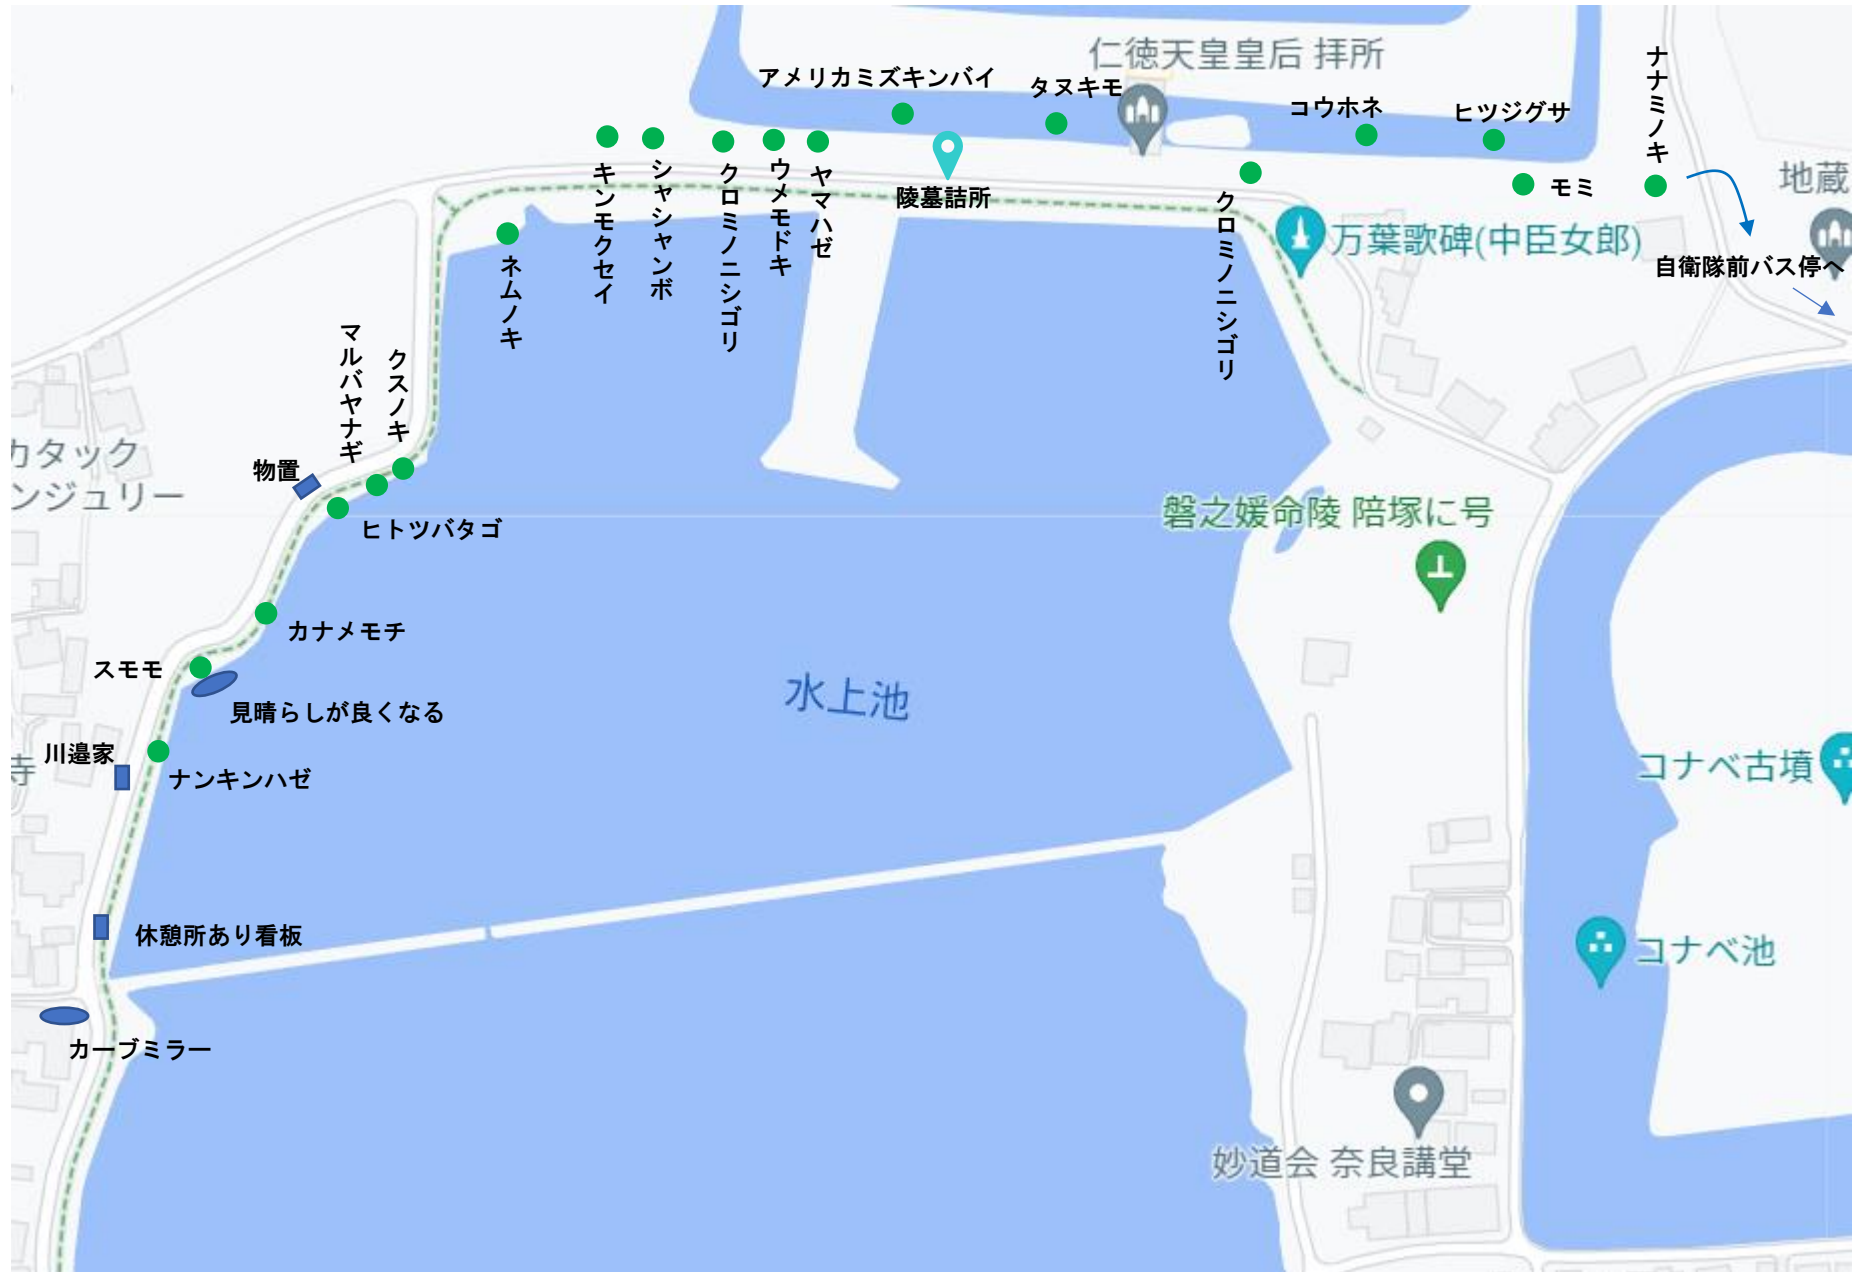 仁徳天皇皇后 拝所
アメリカミズキンバイ
タヌキモ
コウホネ
ヒツジグサ
ナナミノキ
キンモクセイ
シャシャンボ
クロミノニシゴリ
ウメモドキ
ヤマハゼ
陵墓詰所
クロミノニシゴリ
モミ
地蔵
万葉歌碑(中臣女郎)
自衛隊前バス停へ
ネムノキ
マルバヤナギ
クスノキ
カタック
ンジュリー
物置
ヒトツバタゴ
磐之媛命陵 陪塚に号
カナメモチ
スモモ
見晴らしが良くなる
水上池
川邉家
寺
ナンキンハゼ
コナベ古墳
休憩所あり看板
コナベ池
カーブミラー
妙道会 奈良講堂